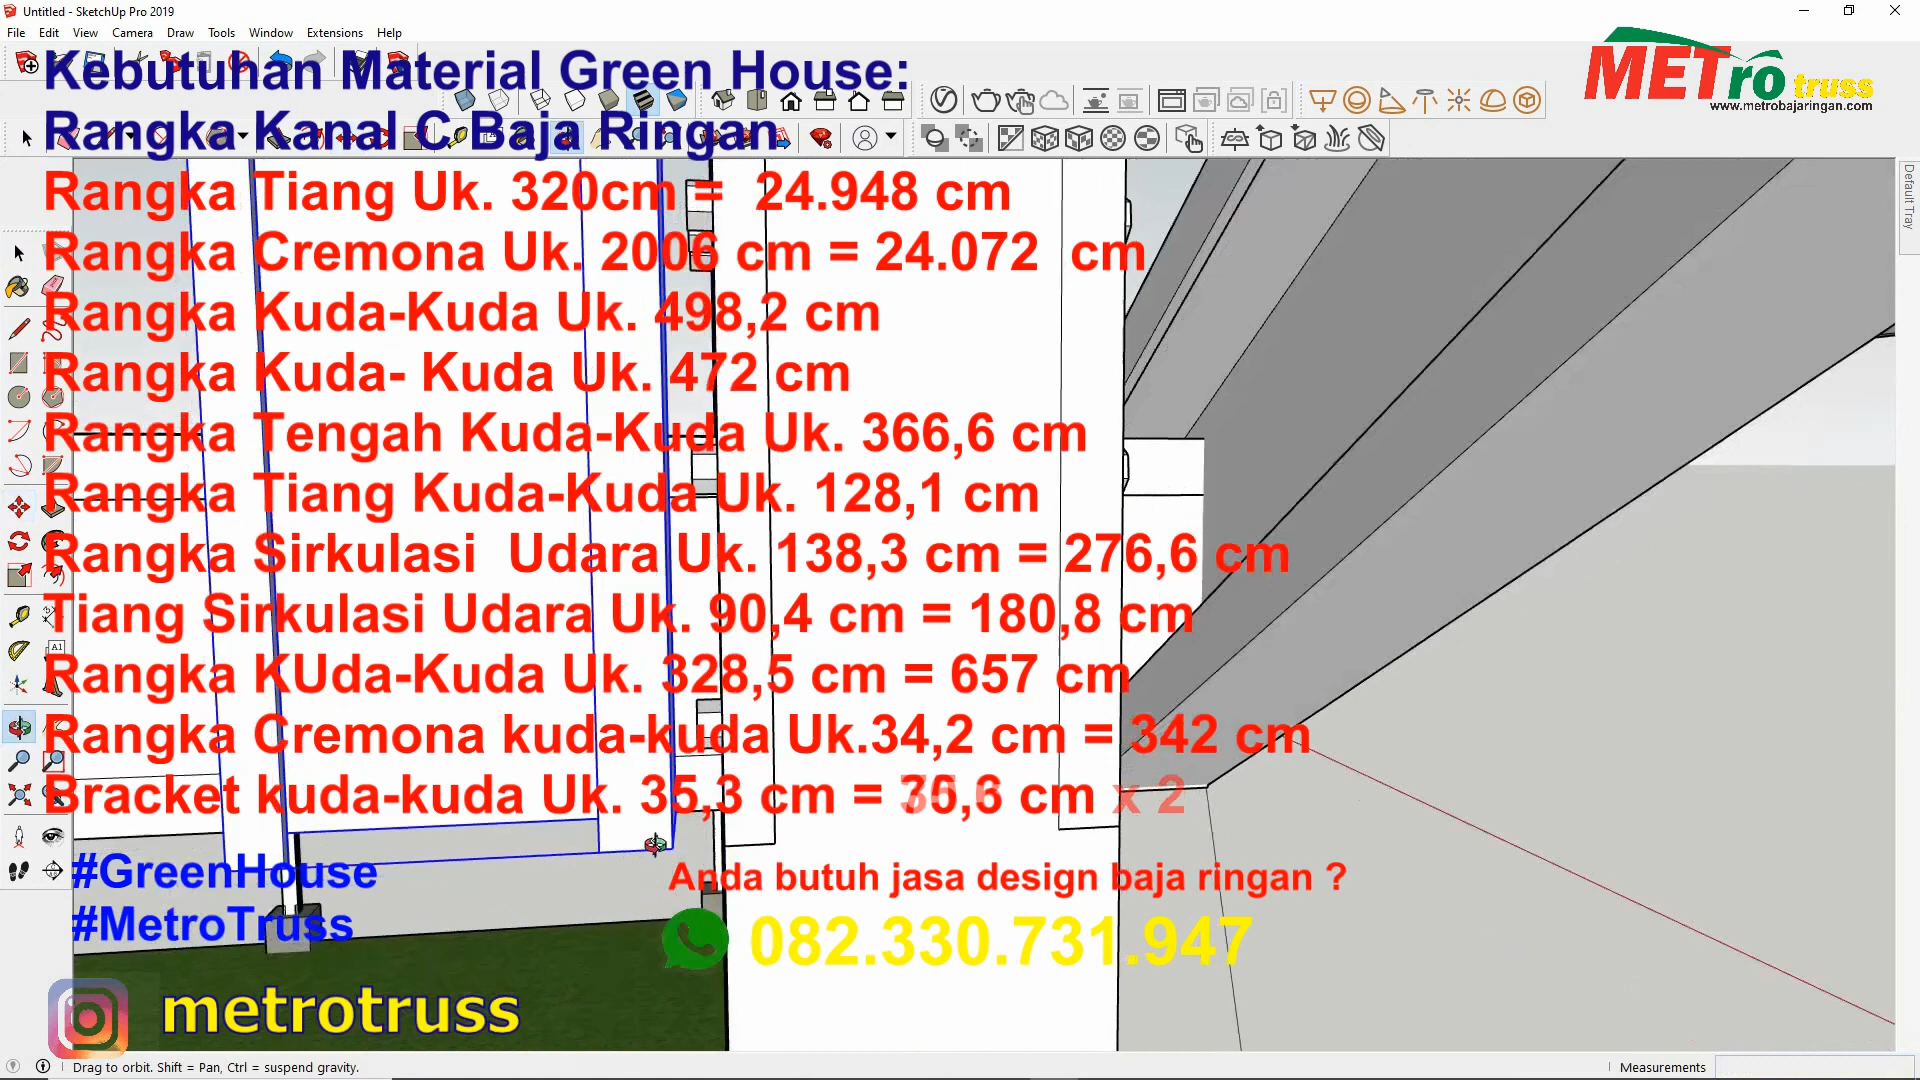 Untitled - SketchUp Pro 2019
File Edit View Camera Draw Tools Window Extensions Help
Kebutuhan Material Green House:
Rangka Kanal C Baja Ringan
METro truss
www.metrobajaringan.com
Default Tray
Rangka Tiang Uk. 320cm = 24.948 cm
Rangka Cremona Uk. 2006 cm = 24.072 cm
Rangka Kuda-Kuda Uk. 498,2 cm
Rangka Kuda- Kuda Uk. 472 cm
Rangka Tengah Kuda-Kuda Uk. 366,6 cm
Rangka Tiang Kuda-Kuda Uk. 128,1 cm
Rangka Sirkulasi Udara Uk. 138,3 cm = 276,6 cm
Tiang Sirkulasi Udara Uk. 90,4 cm = 180,8 cm
A1
Rangka KUda-Kuda Uk. 328,5 cm = 657 cm
Rangka Cremona kuda-kuda Uk.34,2 cm = 342 cm
Bracket kuda-kuda Uk. 35,3 cm = cm x 2
#GreenHouse
#MetroTruss
Anda butuh jasa design baja ringan ?
082.330.731.947
metrotruss
Drag to orbit. Shift = Pan, Ctrl = suspend gravity.
Measurements